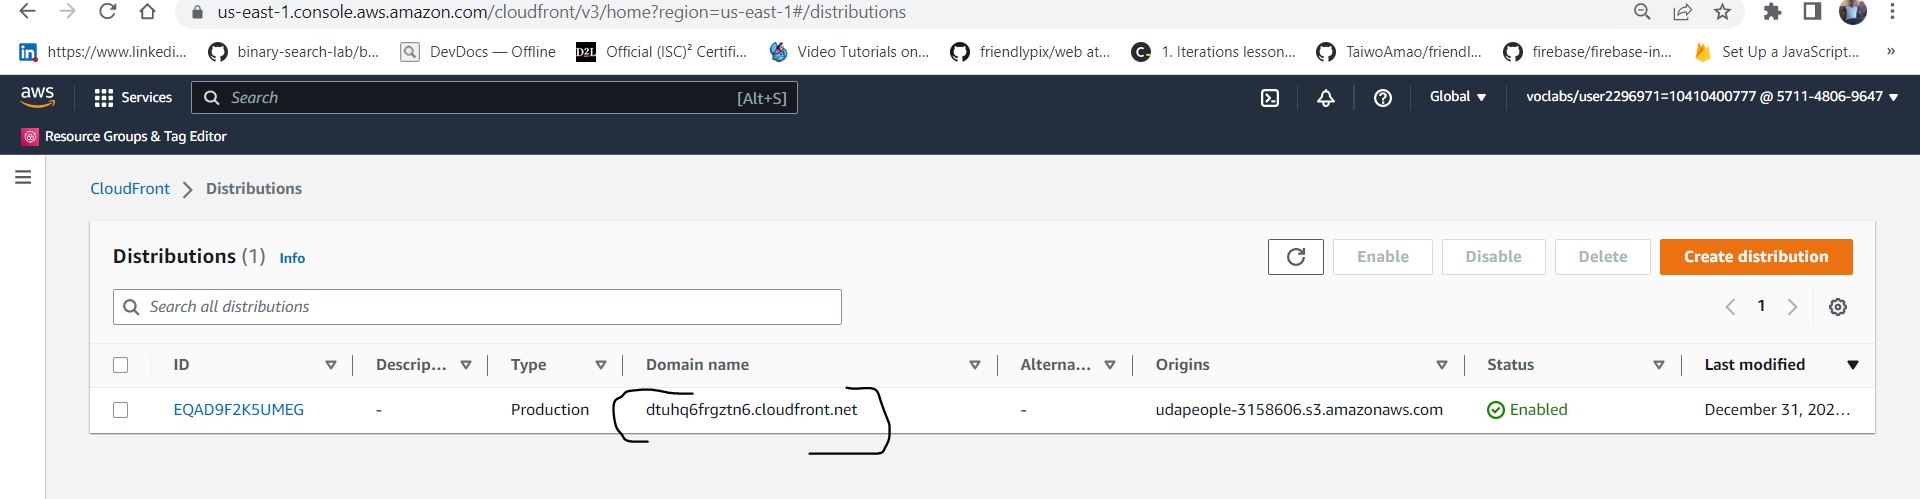 us-east-1.console.aws.amazon.com/cloudfront/v3/home?region=us-east-1#/distributions
https://www.linkedi... binary-search-lab/b... DevDocs — Offline D2L Official (ISC)² Certifi... Video Tutorials on... friendlypix/web at... C 1. Iterations lesson... TaiwoAmao/friendl... firebase/firebase-in... Set Up a JavaScript... »
aws Services Search [Alt+S] Global voclabs/user2296971=10410400777 @ 5711-4806-9647
Resource Groups & Tag Editor
CloudFront > Distributions
Distributions (1) Info Enable Disable Delete Create distribution
Search all distributions 1
ID Descrip... Type Domain name Alterna... Origins Status Last modified
EQAD9F2K5UMEG - Production dtuhq6frgztn6.cloudfront.net - udapeople-3158606.s3.amazonaws.com Enabled December 31, 202...